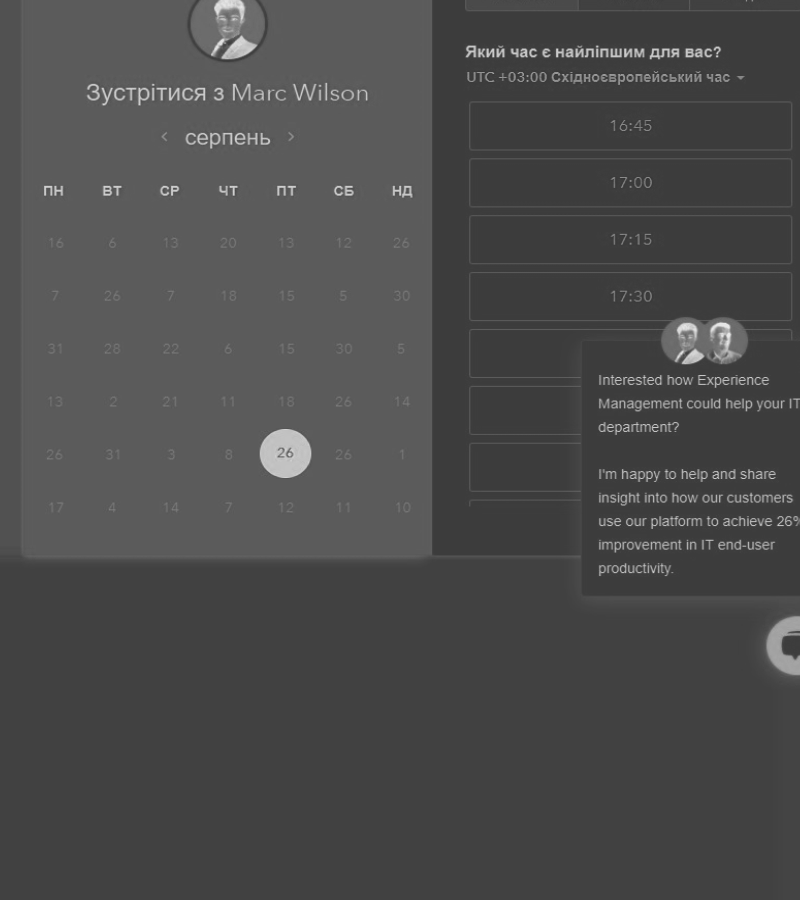 Зустрітися з Marc Wilson
серпень
ПН ВТ СР ЧТ ПТ СБ НД
16 6 13 20 13 12 26
7 26 7 18 15 5 30
31 28 22 6 15 30 5
13 2 21 11 18 26 14
26 31 3 8 26 26 1
17 4 14 7 12 11 10
Який час є найліпшим для вас?
UTC +03:00 Східноєвропейський час
16:45
17:00
17:15
17:30
Interested how Experience
Management could help your IT
department?
I'm happy to help and share
insight into how our customers
use our platform to achieve 26%
improvement in IT end-user
productivity.